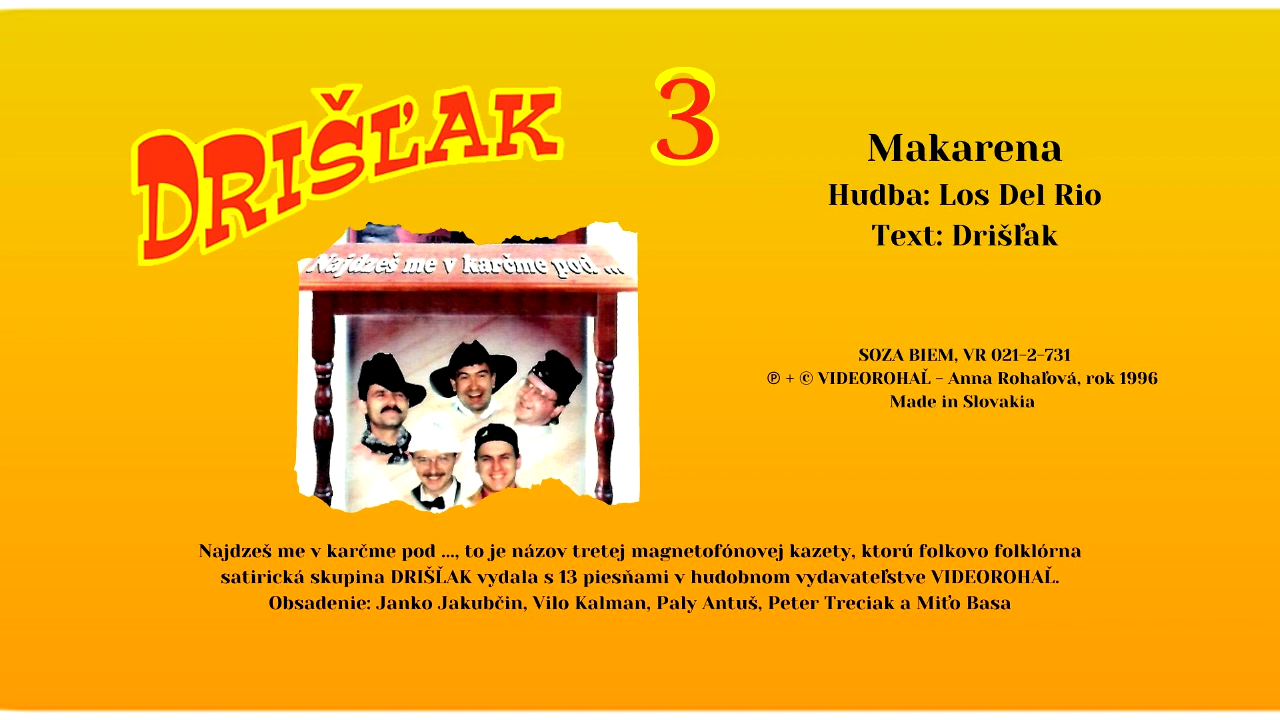 DRIŠĽAK
3
Makarena
Hudba: Los Del Rio
Text: Drišľak
Najdzeš me v karčme pod ...
SOZA BIEM, VR 021-2-731
℗ + © VIDEOROHAĽ - Anna Rohaľová, rok 1996
Made in Slovakia
Najdzeš me v karčme pod ..., to je názov tretej magnetofónovej kazety, ktorú folkovo folklórna
satirická skupina DRIŠĽAK vydala s 13 piesňami v hudobnom vydavateľstve VIDEOROHAĽ.
Obsadenie: Janko Jakubčin, Vilo Kalman, Paly Antuš, Peter Treciak a Miťo Basa